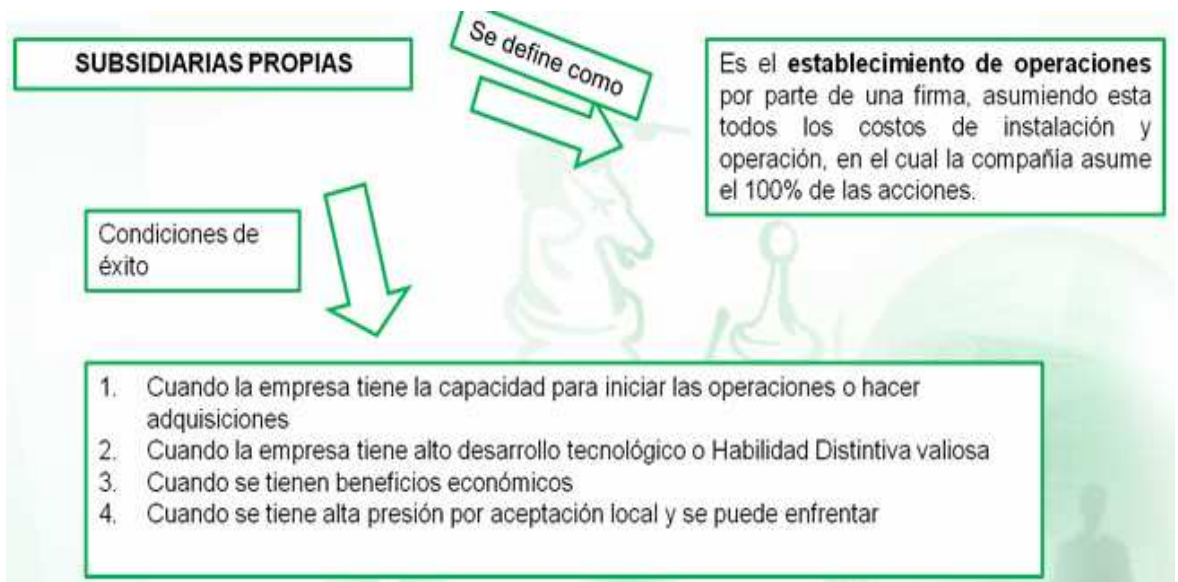 SUBSIDIARIAS PROPIAS
Se define como
Es el establecimiento de operaciones
por parte de una firma, asumiendo esta
todos los costos de instalación y
operación, en el cual la compañía asume
el 100% de las acciones.
Condiciones de
éxito
1. Cuando la empresa tiene la capacidad para iniciar las operaciones o hacer
adquisiciones
2. Cuando la empresa tiene alto desarrollo tecnológico o Habilidad Distintiva valiosa
3. Cuando se tienen beneficios económicos
4. Cuando se tiene alta presión por aceptación local y se puede enfrentar